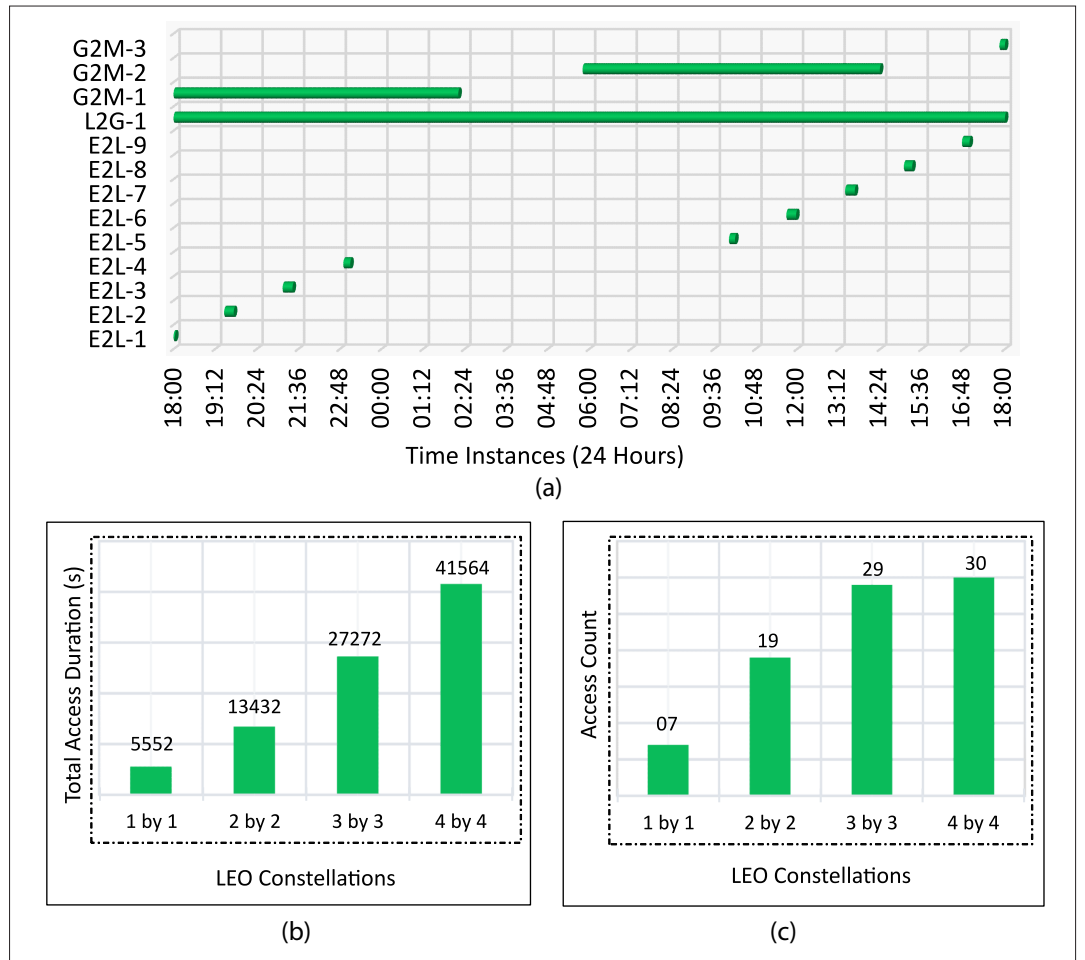 G2M-3
G2M-2
G2M-1
L2G-1
E2L-9
E2L-8
E2L-7
E2L-6
E2L-5
E2L-4
E2L-3
E2L-2
E2L-1
18:00 19:12 20:24 21:36 22:48 00:00 01:12 02:24 03:36 04:48 06:00 07:12 08:24 09:36 10:48 12:00 13:12 14:24 15:36 16:48 18:00
Time Instances (24 Hours)
(a)
Total Access Duration (s)
5552
13432
27272
41564
1 by 1 2 by 2 3 by 3 4 by 4
LEO Constellations
(b)
Access Count
07
19
29
30
1 by 1 2 by 2 3 by 3 4 by 4
LEO Constellations
(c)